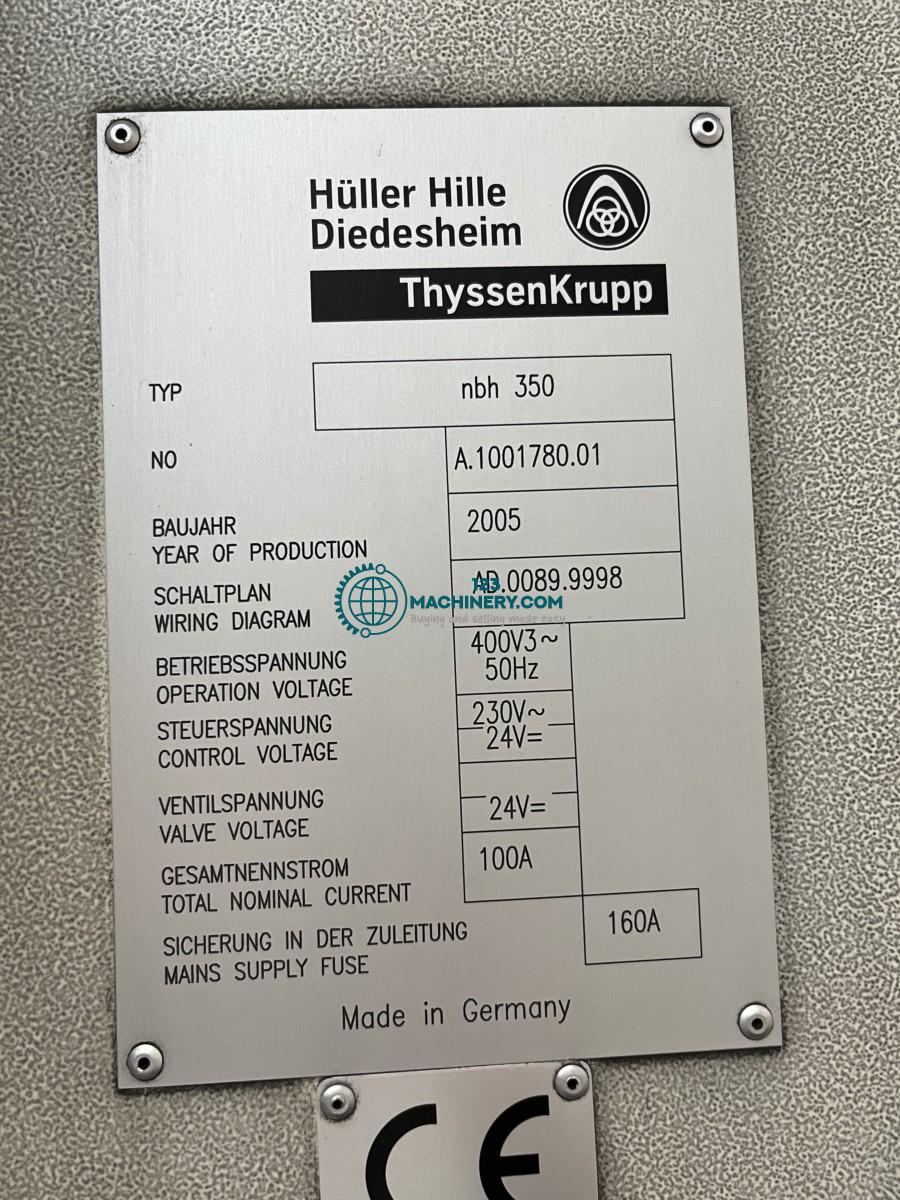 Hüller Hille
Diedesheim
ThyssenKrupp
TYP nbh 350
NO A.1001780.01
BAUJAHR
YEAR OF PRODUCTION 2005
SCHALTPLAN
WIRING DIAGRAM AD.0089.9998
123
MACHINERY.COM
Buying and selling made easy
BETRIEBSSPANNUNG 400V3~
OPERATION VOLTAGE 50Hz
STEUERSPANNUNG 230V~
CONTROL VOLTAGE 24V=
VENTILSPANNUNG
VALVE VOLTAGE 24V=
GESAMTNENNSTROM 100A
TOTAL NOMINAL CURRENT
SICHERUNG IN DER ZULEITUNG 160A
MAINS SUPPLY FUSE
Made in Germany
CE